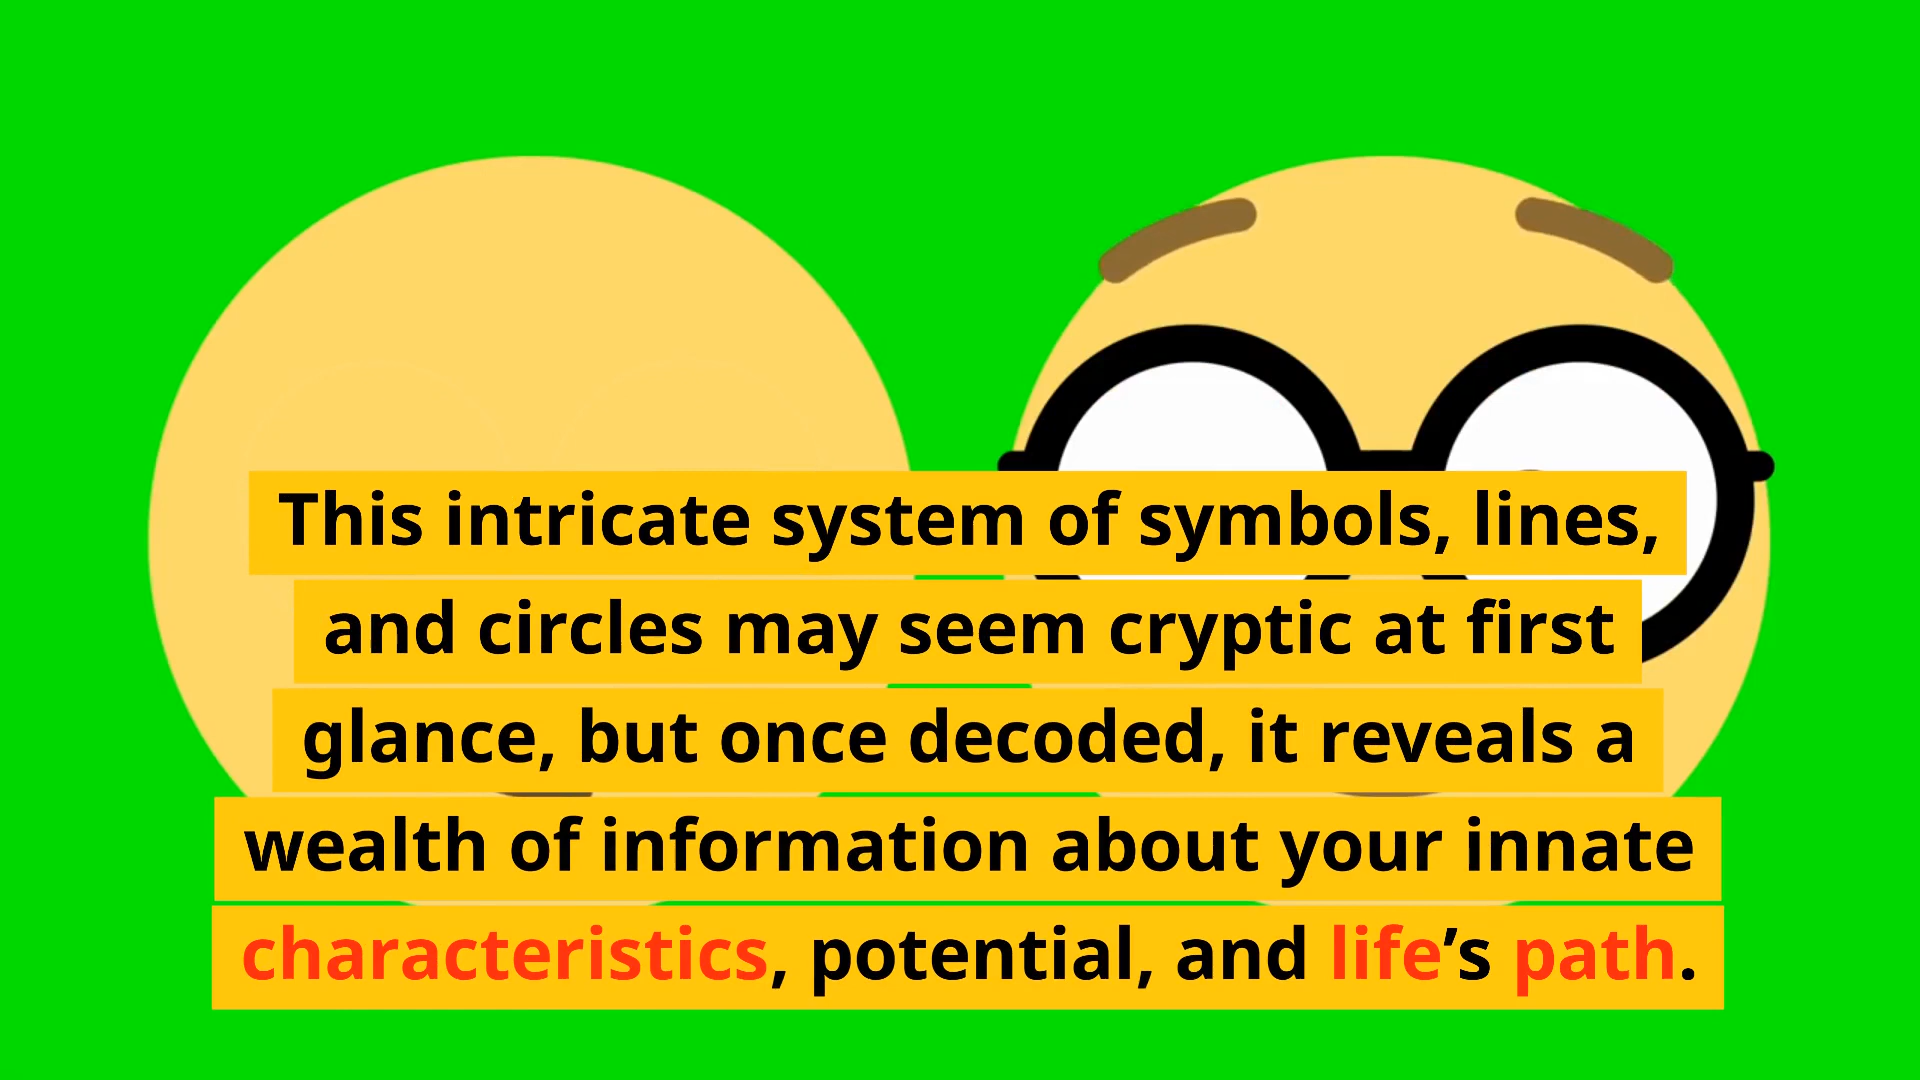 This intricate system of symbols, lines,
and circles may seem cryptic at first
glance, but once decoded, it reveals a
wealth of information about your innate
characteristics, potential, and life’s path.